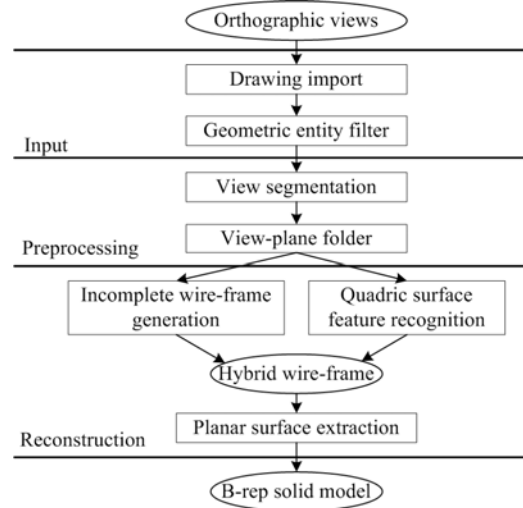 Orthographic views
Drawing import
Geometric entity filter
Input
View segmentation
View-plane folder
Preprocessing
Incomplete wire-frame
generation
Quadric surface
feature recognition
Hybrid wire-frame
Planar surface extraction
Reconstruction
B-rep solid model